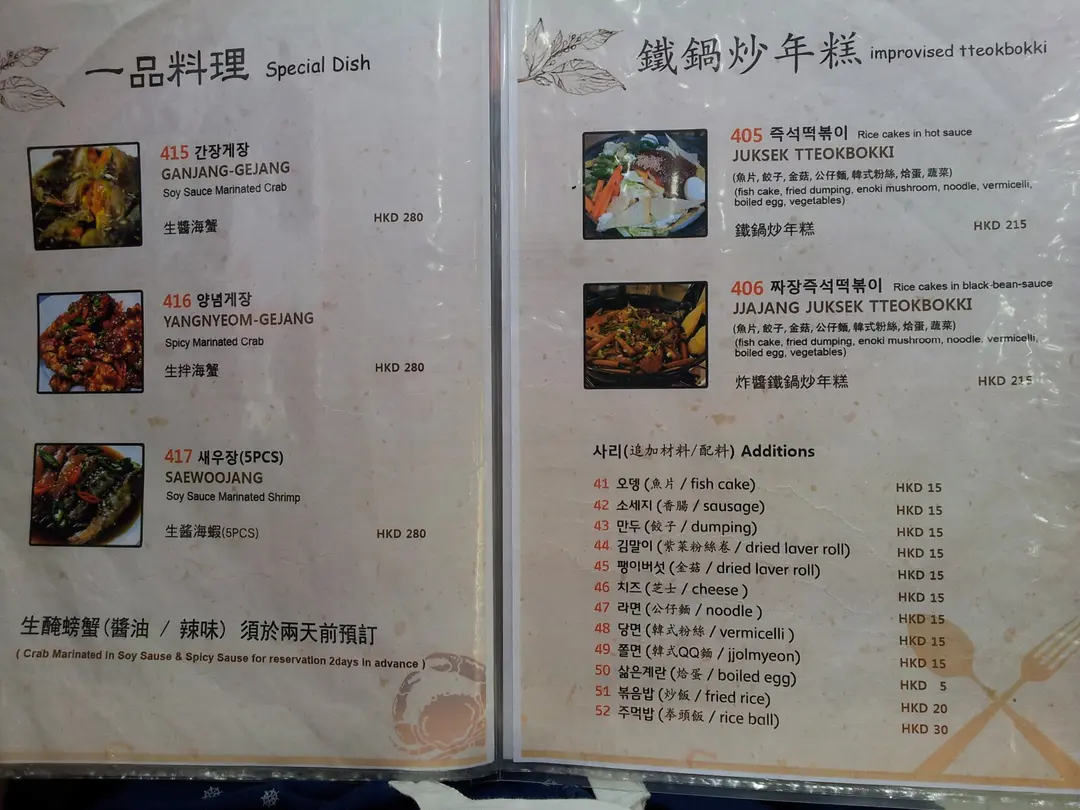 一品料理 Special Dish
415 간장게장
GANJANG-GEJANG
Soy Sauce Marinated Crab
生醬海蟹
HKD 280
416 양념게장
YANGNYEOM-GEJANG
Spicy Marinated Crab
生拌海蟹
HKD 280
417 새우장(5PCS)
SAEWOOJANG
Soy Sauce Marinated Shrimp
生醬海蝦(5PCS)
HKD 280
生醃螃蟹(醬油 / 辣味) 須於兩天前預訂
( Crab Marinated in Soy Sause & Spicy Sause for reservation 2days in advance )
鐵鍋炒年糕 improvised tteokbokki
405 즉석떡볶이 Rice cakes in hot sauce
JUKSEK TTEOKBOKKI
(魚片, 餃子, 金菇, 公仔麵, 韓式粉絲, 烚蛋, 蔬菜)
(fish cake, fried dumping, enoki mushroom, noodle, vermicelli,
boiled egg, vegetables)
鐵鍋炒年糕
HKD 215
406 짜장즉석떡볶이 Rice cakes in black-bean-sauce
JJAJANG JUKSEK TTEOKBOKKI
(魚片, 餃子, 金菇, 公仔麵, 韓式粉絲, 烚蛋, 蔬菜)
(fish cake, fried dumping, enoki mushroom, noodle, vermicelli,
boiled egg, vegetables)
炸醬鐵鍋炒年糕
HKD 215
사리(追加材料/配料) Additions
41 오뎅 (魚片 / fish cake) HKD 15
42 소세지 (香腸 / sausage) HKD 15
43 만두 (餃子 / dumping) HKD 15
44 김말이 (紫菜粉絲卷 / dried laver roll) HKD 15
45 팽이버섯 (金菇 / dried laver roll) HKD 15
46 치즈 (芝士 / cheese ) HKD 15
47 라면 (公仔麵 / noodle ) HKD 15
48 당면 (韓式粉絲 / vermicelli ) HKD 15
49 쫄면 (韓式QQ麵 / jjolmyeon) HKD 15
50 삶은계란 (烚蛋 / boiled egg) HKD 5
51 볶음밥 (炒飯 / fried rice) HKD 20
52 주먹밥 (拳頭飯 / rice ball) HKD 30